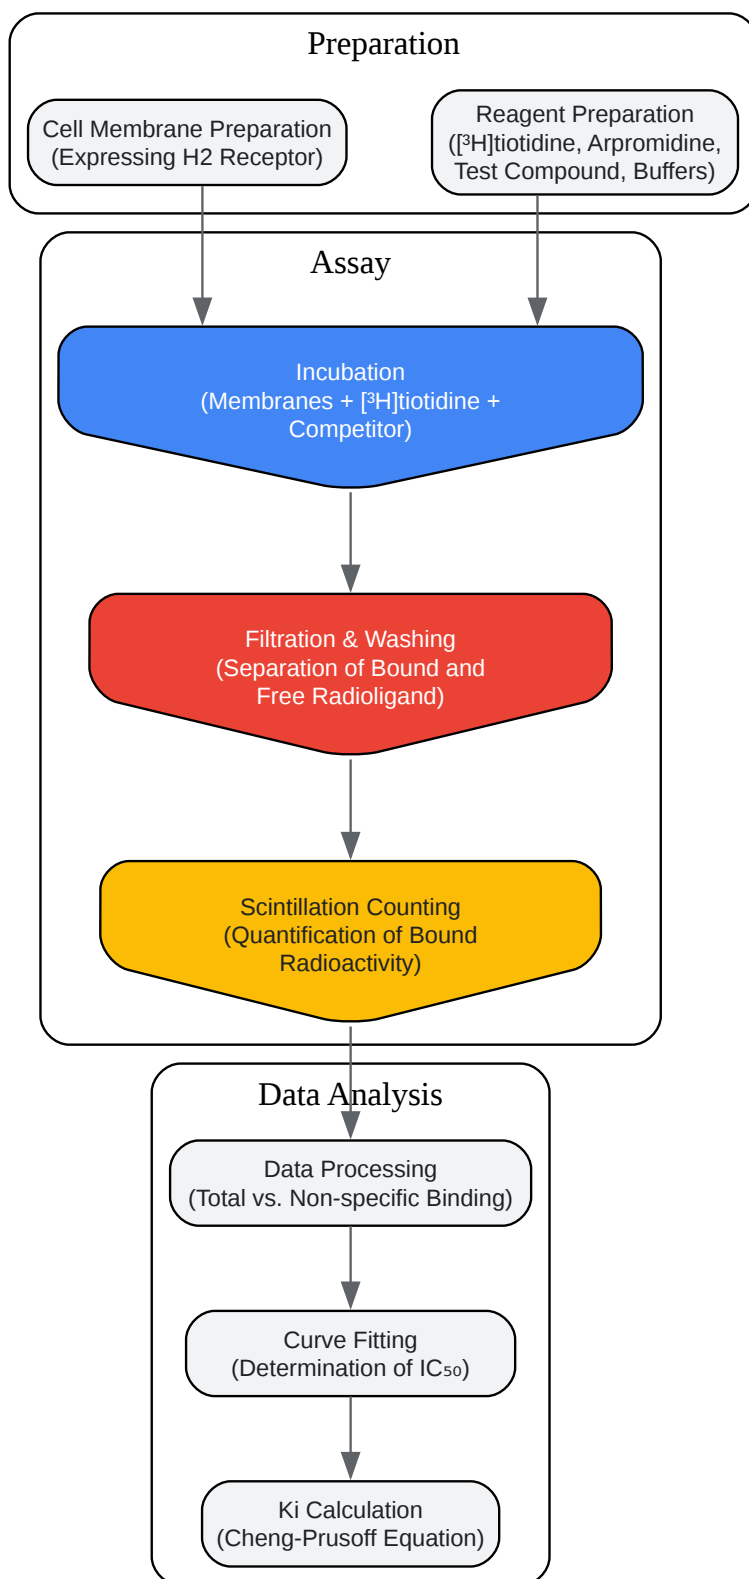 Preparation
Cell Membrane Preparation
(Expressing H2 Receptor)
Reagent Preparation
([³H]tiotidine, Arpromidine,
Test Compound, Buffers)
Assay
Incubation
(Membranes + [³H]tiotidine +
Competitor)
Filtration & Washing
(Separation of Bound and
Free Radioligand)
Scintillation Counting
(Quantification of Bound
Radioactivity)
Data Analysis
Data Processing
(Total vs. Non-specific Binding)
Curve Fitting
(Determination of IC₅₀)
Ki Calculation
(Cheng-Prusoff Equation)